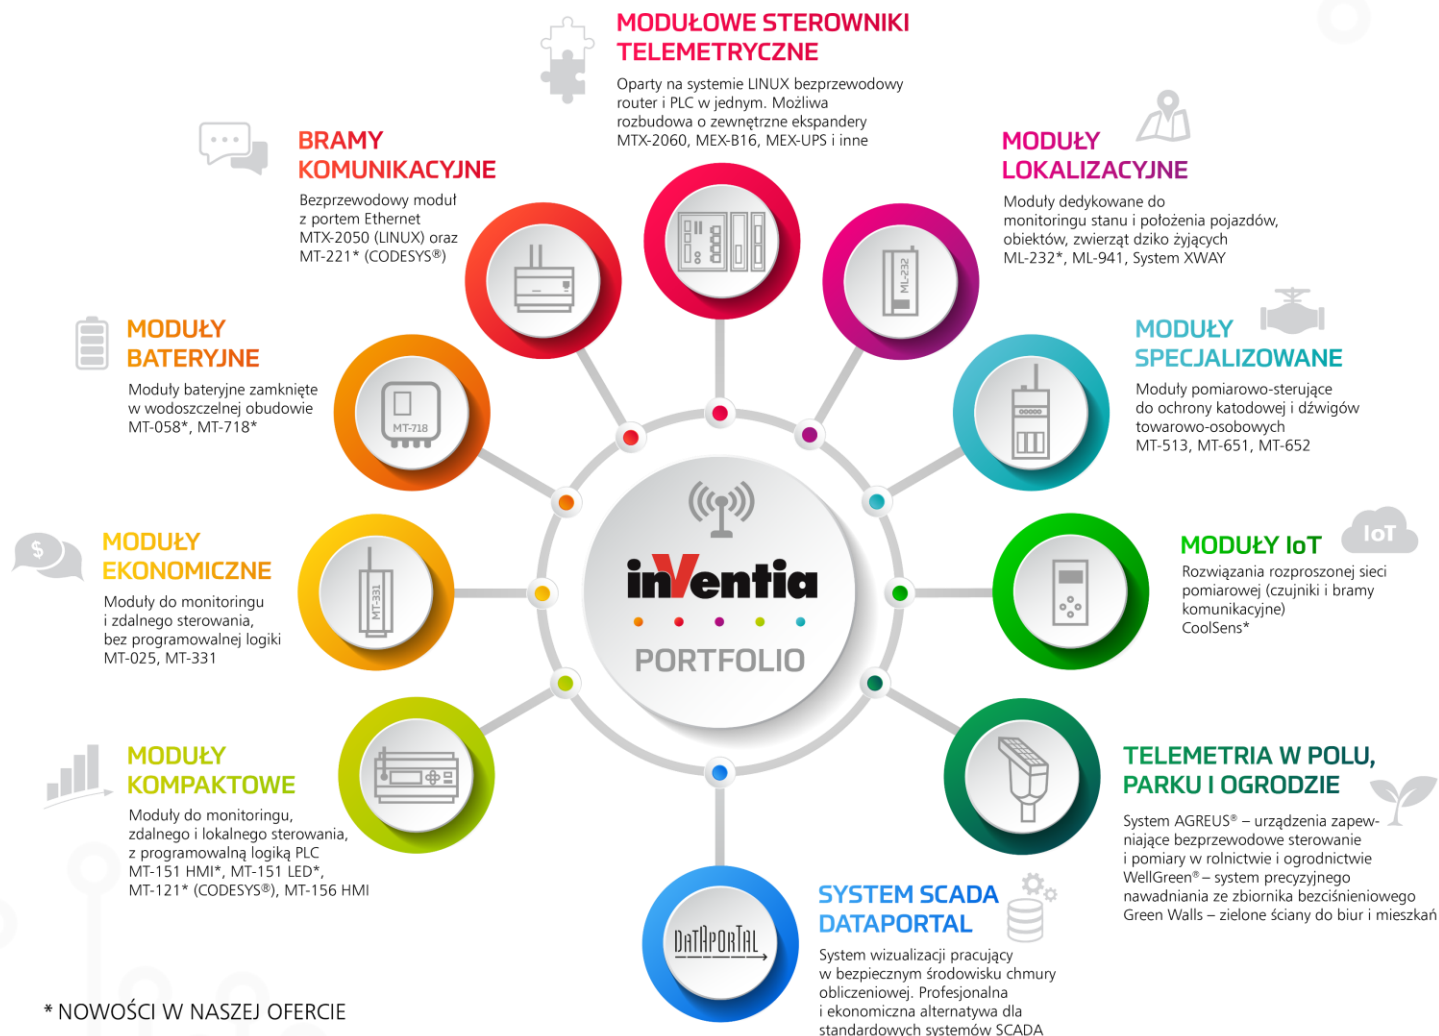 MODUŁOWE STEROWNIKI
TELEMETRYCZNE
Oparty na systemie LINUX bezprzewodowy
router i PLC w jednym. Możliwa
rozbudowa o zewnętrzne ekspandery
MTX-2060, MEX-B16, MEX-UPS i inne
BRAMY
KOMUNIKACYJNE
Bezprzewodowy moduł
z portem Ethernet
MTX-2050 (LINUX) oraz
MT-221* (CODESYS®)
MODUŁY
LOKALIZACYJNE
Moduły dedykowane do
monitoringu stanu i położenia pojazdów,
obiektów, zwierząt dziko żyjących
ML-232*, ML-941, System XWAY
ML-232
MODUŁY
BATERYJNE
Moduły bateryjne zamknięte
w wodoszczelnej obudowie
MT-058*, MT-718*
MT-718
MODUŁY
SPECJALIZOWANE
Moduły pomiarowo-sterujące
do ochrony katodowej i dźwigów
towarowo-osobowych
MT-513, MT-651, MT-652
$
MODUŁY
EKONOMICZNE
Moduły do monitoringu
i zdalnego sterowania,
bez programowalnej logiki
MT-025, MT-331
MT-331
inVentia
PORTFOLIO
MODUŁY IoT
IoT
Rozwiązania rozproszonej sieci
pomiarowej (czujniki i bramy
komunikacyjne)
CoolSens*
MODUŁY
KOMPAKTOWE
Moduły do monitoringu,
zdalnego i lokalnego sterowania,
z programowalną logiką PLC
MT-151 HMI*, MT-151 LED*,
MT-121* (CODESYS®), MT-156 HMI
TELEMETRIA W POLU,
PARKU I OGRODZIE
System AGREUS® – urządzenia zapew-
niające bezprzewodowe sterowanie
i pomiary w rolnictwie i ogrodnictwie
WellGreen® – system precyzyjnego
nawadniania ze zbiornika bezciśnieniowego
Green Walls – zielone ściany do biur i mieszkań
DATAPORTAL
SYSTEM SCADA
DATAPORTAL
System wizualizacji pracujący
w bezpiecznym środowisku chmury
obliczeniowej. Profesjonalna
i ekonomiczna alternatywa dla
standardowych systemów SCADA
* NOWOŚCI W NASZEJ OFERCIE